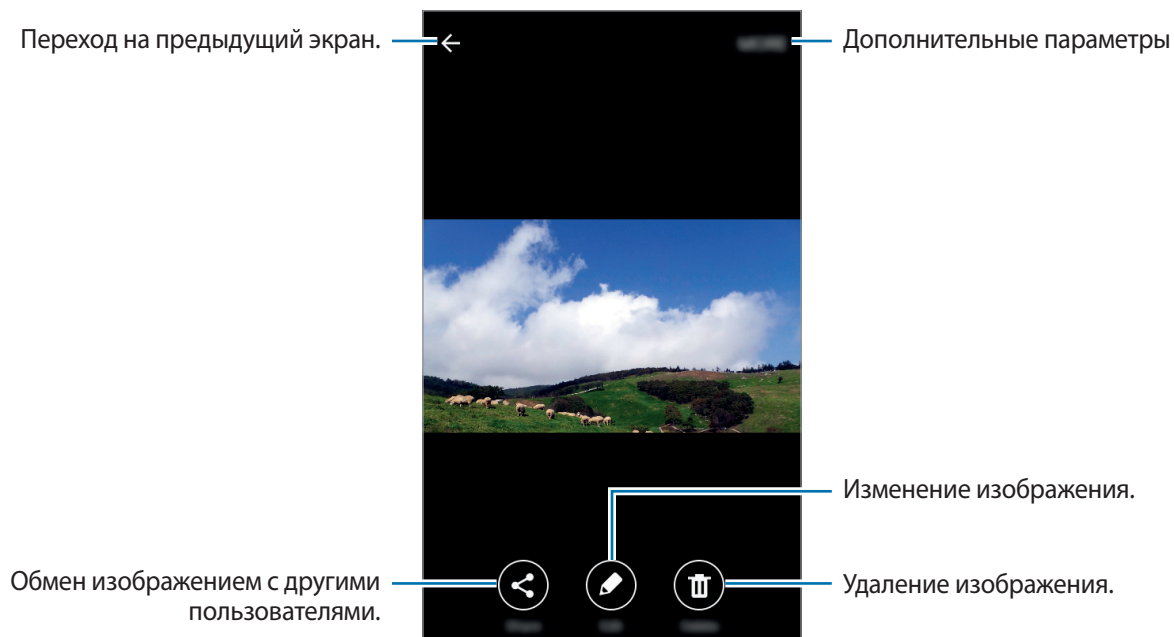 Переход на предыдущий экран.
Дополнительные параметры
Изменение изображения.
Обмен изображением с другими
пользователями.
Удаление изображения.